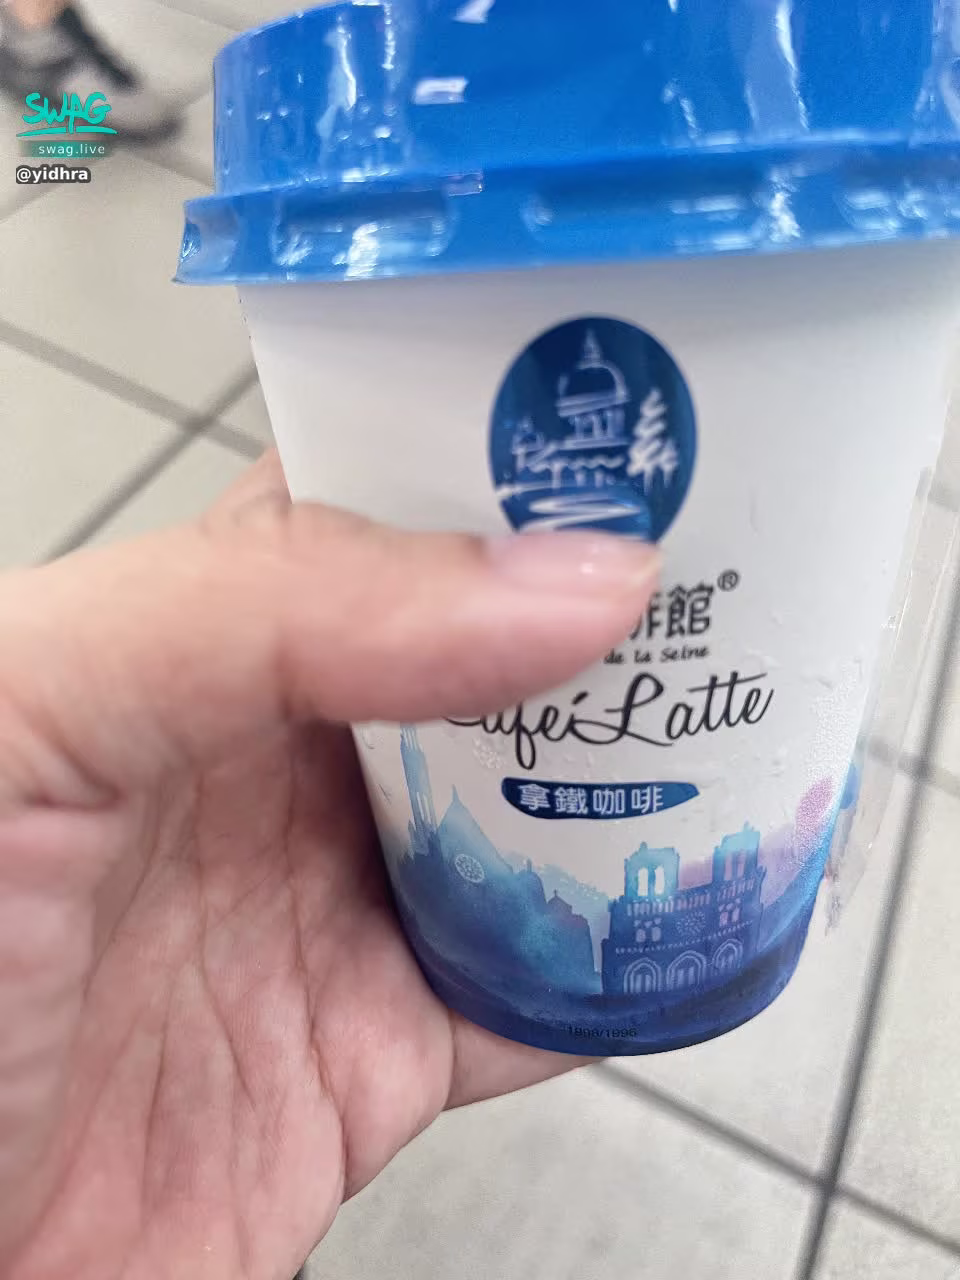 SWAG
swag.live
@yidhra
啡館®
de la Seine
Café Latte
拿鐵咖啡